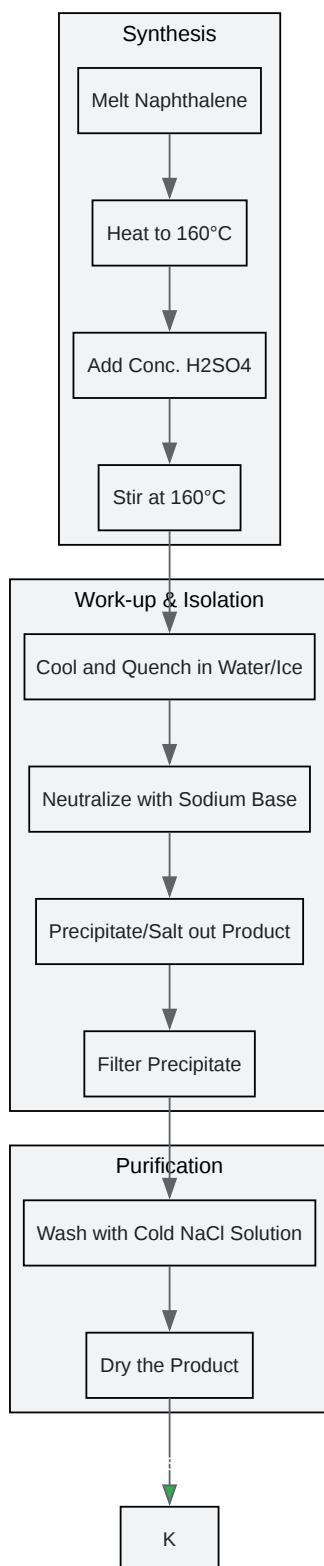 Synthesis
Melt Naphthalene
Heat to 160°C
Add Conc. H2SO4
Stir at 160°C
Work-up & Isolation
Cool and Quench in Water/Ice
Neutralize with Sodium Base
Precipitate/Salt out Product
Filter Precipitate
Purification
Wash with Cold NaCl Solution
Dry the Product
K